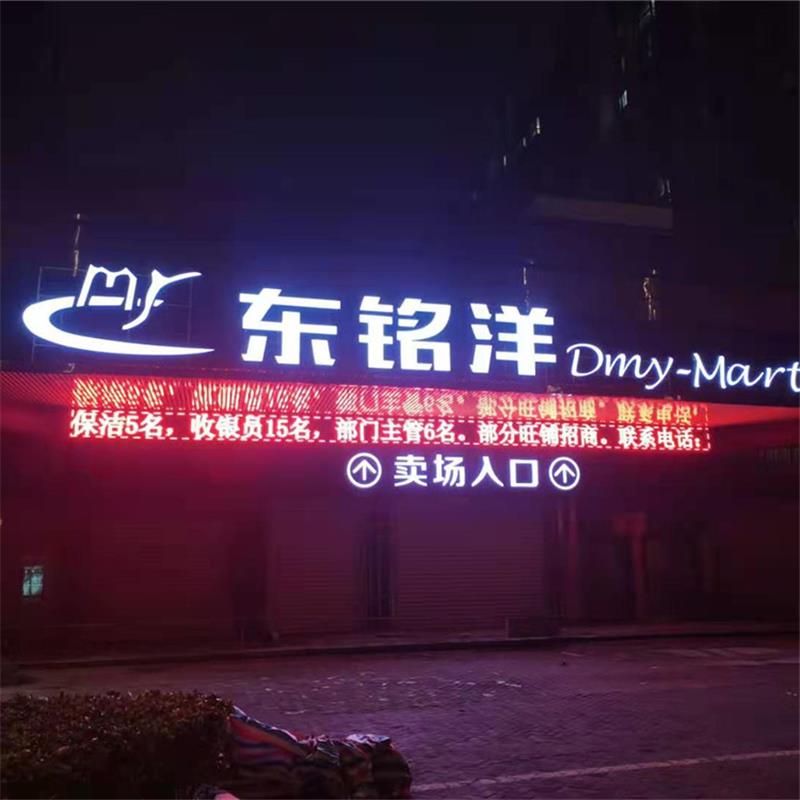 my
东铭洋 Dmy-Mart
保洁5名，收银员15名，部门主管6名。部分旺铺招商。联系电话：
卖场入口